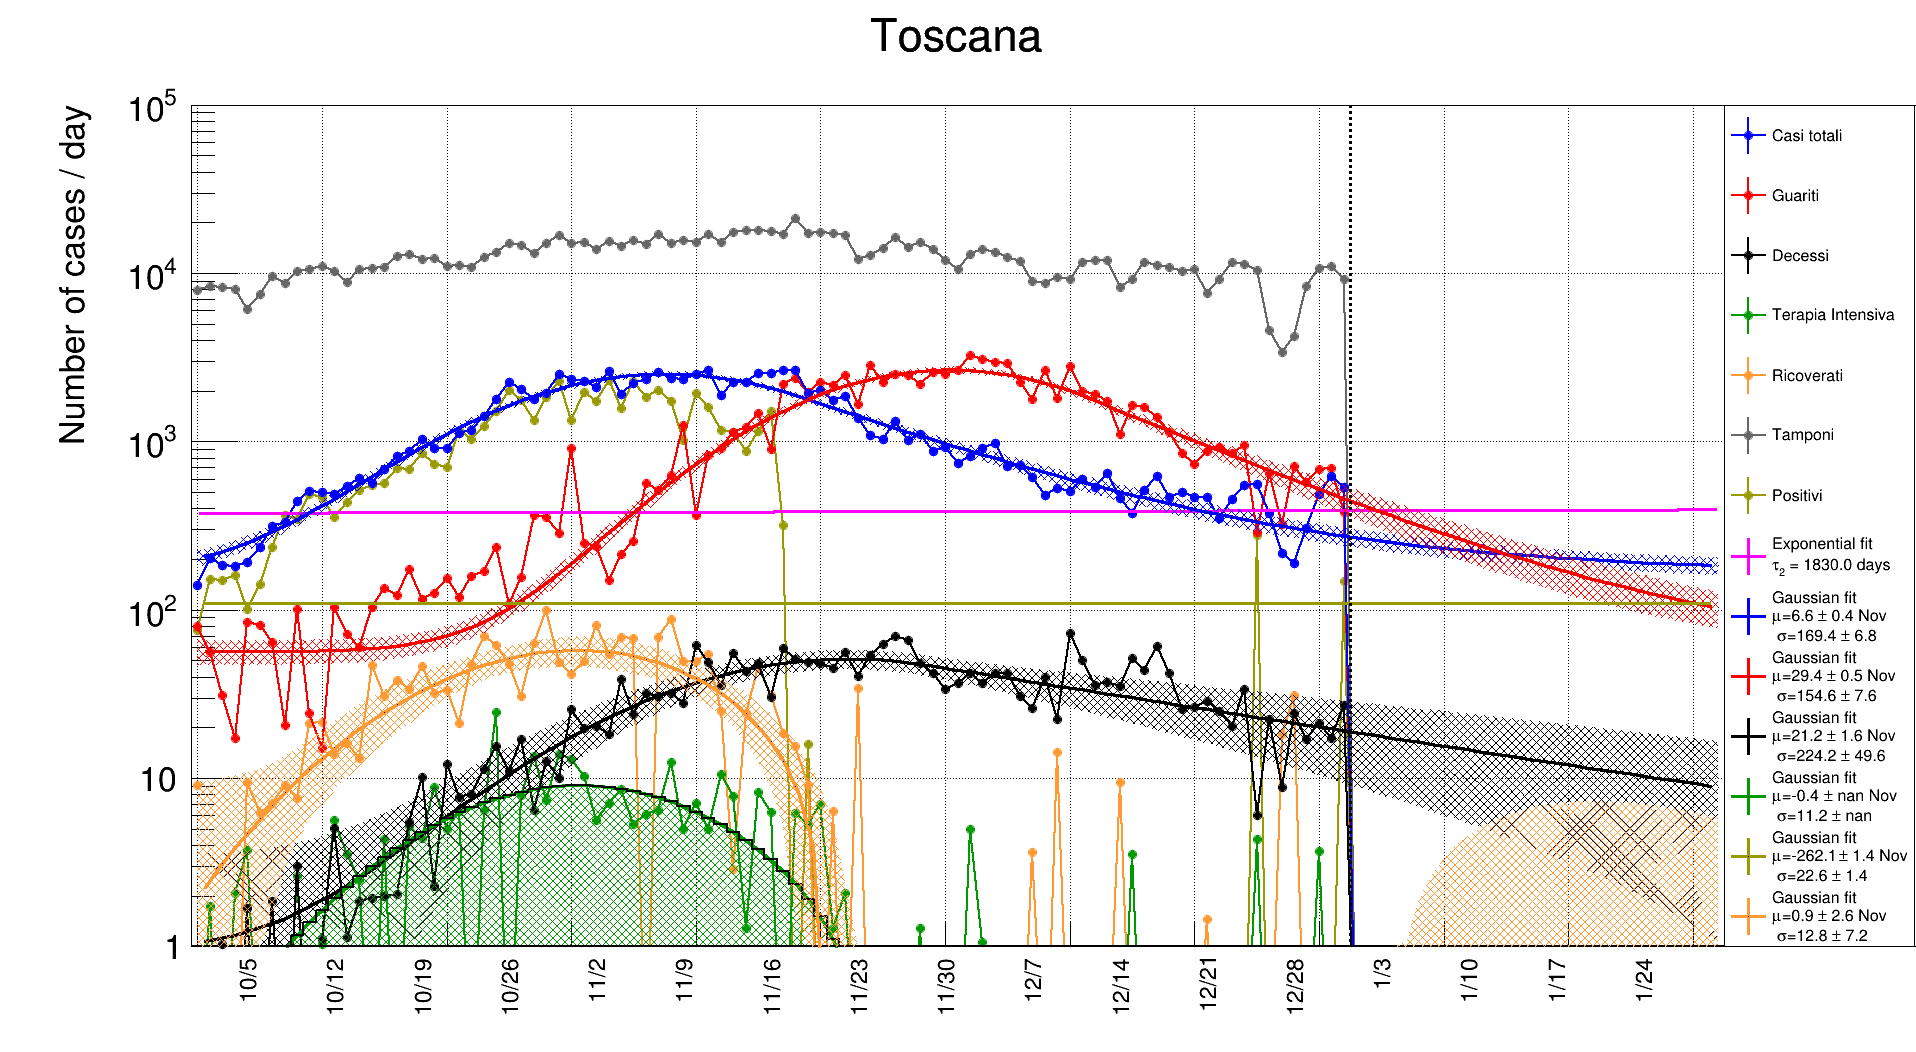 Toscana
Number of cases / day
10^5
10^4
10^3
10^2
10
1
10/5
10/12
10/19
10/26
11/2
11/9
11/16
11/23
11/30
12/7
12/14
12/21
12/28
1/3
1/10
1/17
1/24
Casi totali
Guariti
Decessi
Terapia Intensiva
Ricoverati
Tamponi
Positivi
Exponential fit
τ₂ = 1830.0 days
Gaussian fit
μ=6.6 ± 0.4 Nov
σ=169.4 ± 6.8
Gaussian fit
μ=29.4 ± 0.5 Nov
σ=154.6 ± 7.6
Gaussian fit
μ=21.2 ± 1.6 Nov
σ=224.2 ± 49.6
Gaussian fit
μ=-0.4 ± nan Nov
σ=11.2 ± nan
Gaussian fit
μ=-262.1 ± 1.4 Nov
σ=22.6 ± 1.4
Gaussian fit
μ=0.9 ± 2.6 Nov
σ=12.8 ± 7.2